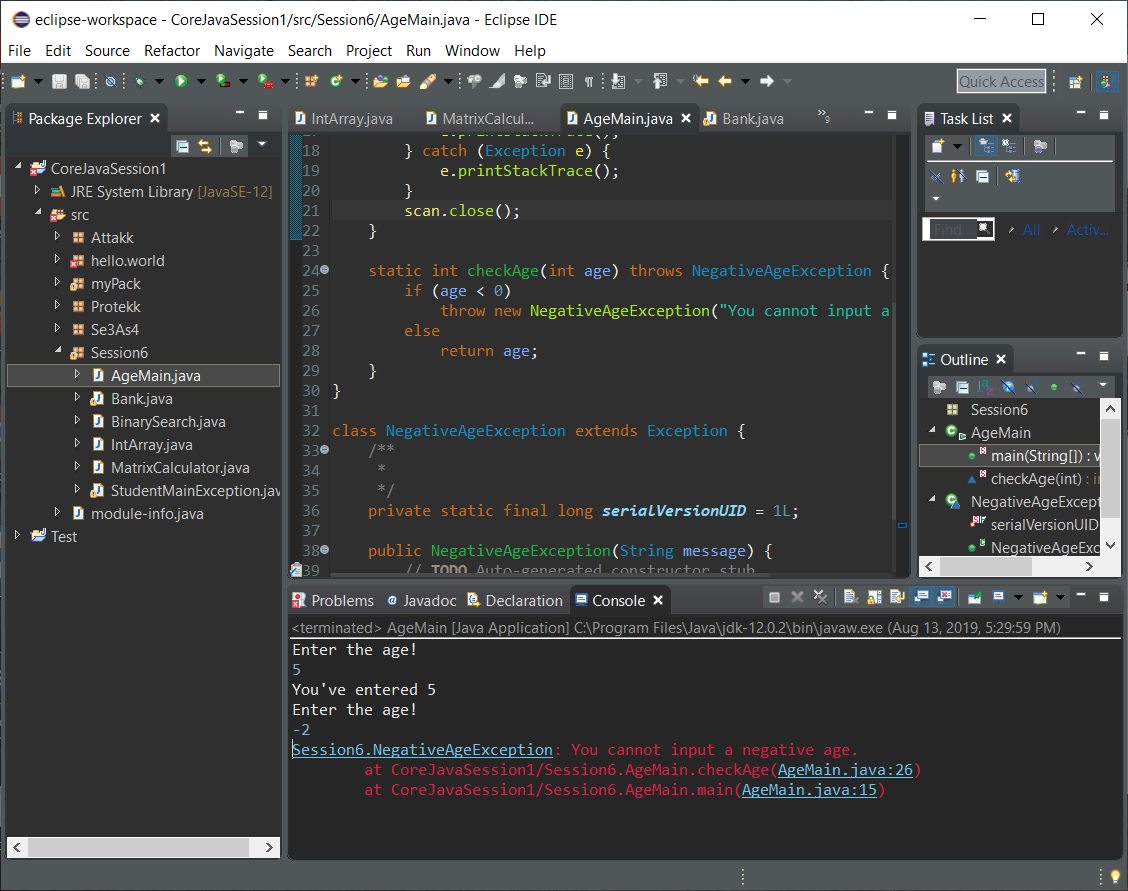 eclipse-workspace - CoreJavaSession1/src/Session6/AgeMain.java - Eclipse IDE
File Edit Source Refactor Navigate Search Project Run Window Help
Quick Access
Package Explorer
CoreJavaSession1
JRE System Library [JavaSE-12]
src
Attakk
hello.world
myPack
Protekk
Se3As4
Session6
AgeMain.java
Bank.java
BinarySearch.java
IntArray.java
MatrixCalculator.java
StudentMainException.jav
module-info.java
Test
IntArray.java MatrixCalcul... AgeMain.java Bank.java »9
e.printStackTrace();
18 } catch (Exception e) {
19 e.printStackTrace();
20 }
21 scan.close();
22 }
23
24 static int checkAge(int age) throws NegativeAgeException {
25 if (age < 0)
26 throw new NegativeAgeException("You cannot input a
27 else
28 return age;
29 }
30 }
31
32 class NegativeAgeException extends Exception {
33 /**
34 *
35 */
36 private static final long serialVersionUID = 1L;
37
38 public NegativeAgeException(String message) {
39 // TODO Auto-generated constructor stub
Task List
Find All Activ...
Outline
Session6
AgeMain
main(String[]) : v
checkAge(int) : in
NegativeAgeExcept
serialVersionUID
NegativeAgeExc
Problems Javadoc Declaration Console
<terminated> AgeMain [Java Application] C:\Program Files\Java\jdk-12.0.2\bin\javaw.exe (Aug 13, 2019, 5:29:59 PM)
Enter the age!
5
You've entered 5
Enter the age!
-2
Session6.NegativeAgeException: You cannot input a negative age.
at CoreJavaSession1/Session6.AgeMain.checkAge(AgeMain.java:26)
at CoreJavaSession1/Session6.AgeMain.main(AgeMain.java:15)